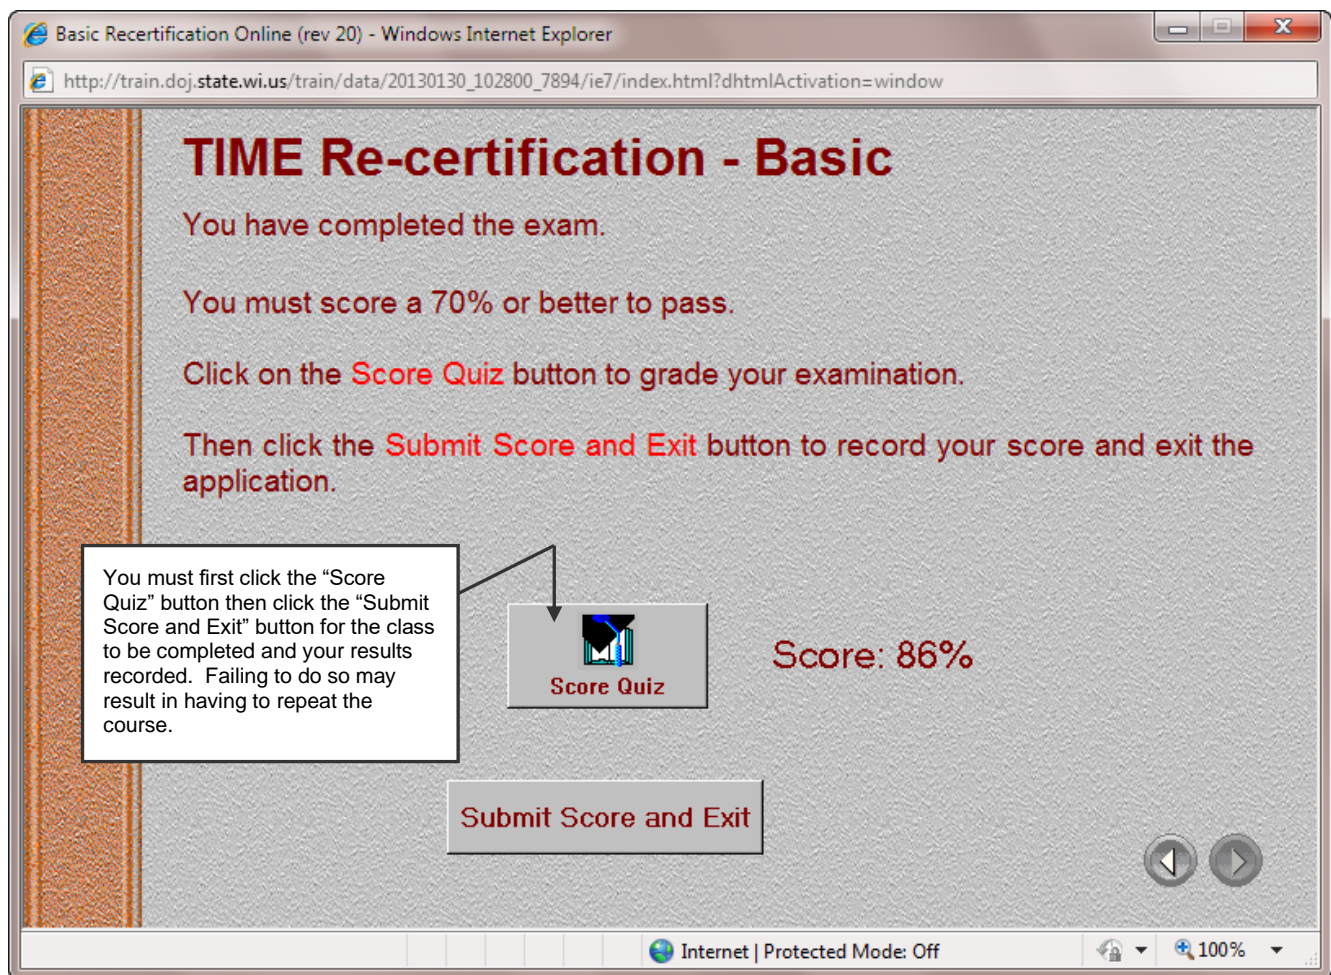 Basic Recertification Online (rev 20) - Windows Internet Explorer
http://train.doj.state.wi.us/train/data/20130130_102800_7894/ie7/index.html?dhtmlActivation=window
TIME Re-certification - Basic
You have completed the exam.
You must score a 70% or better to pass.
Click on the Score Quiz button to grade your examination.
Then click the Submit Score and Exit button to record your score and exit the
application.
You must first click the “Score
Quiz” button then click the “Submit
Score and Exit” button for the class
to be completed and your results
recorded.  Failing to do so may
result in having to repeat the
course.
Score Quiz
Score: 86%
Submit Score and Exit
Internet | Protected Mode: Off
100%